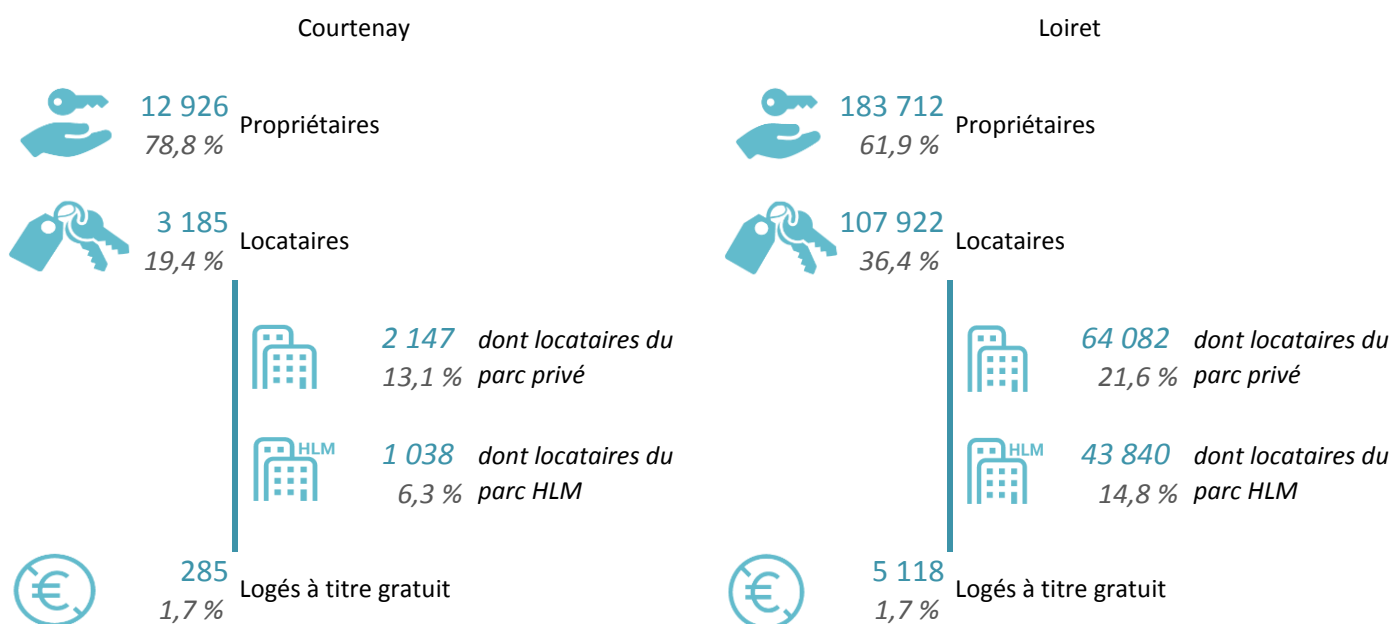 Courtenay
12 926
78,8 %
Propriétaires
3 185
19,4 %
Locataires
2 147
13,1 %
dont locataires du
parc privé
HLM
1 038
6,3 %
dont locataires du
parc HLM
285
1,7 %
Logés à titre gratuit
Loiret
183 712
61,9 %
Propriétaires
107 922
36,4 %
Locataires
64 082
21,6 %
dont locataires du
parc privé
HLM
43 840
14,8 %
dont locataires du
parc HLM
5 118
1,7 %
Logés à titre gratuit